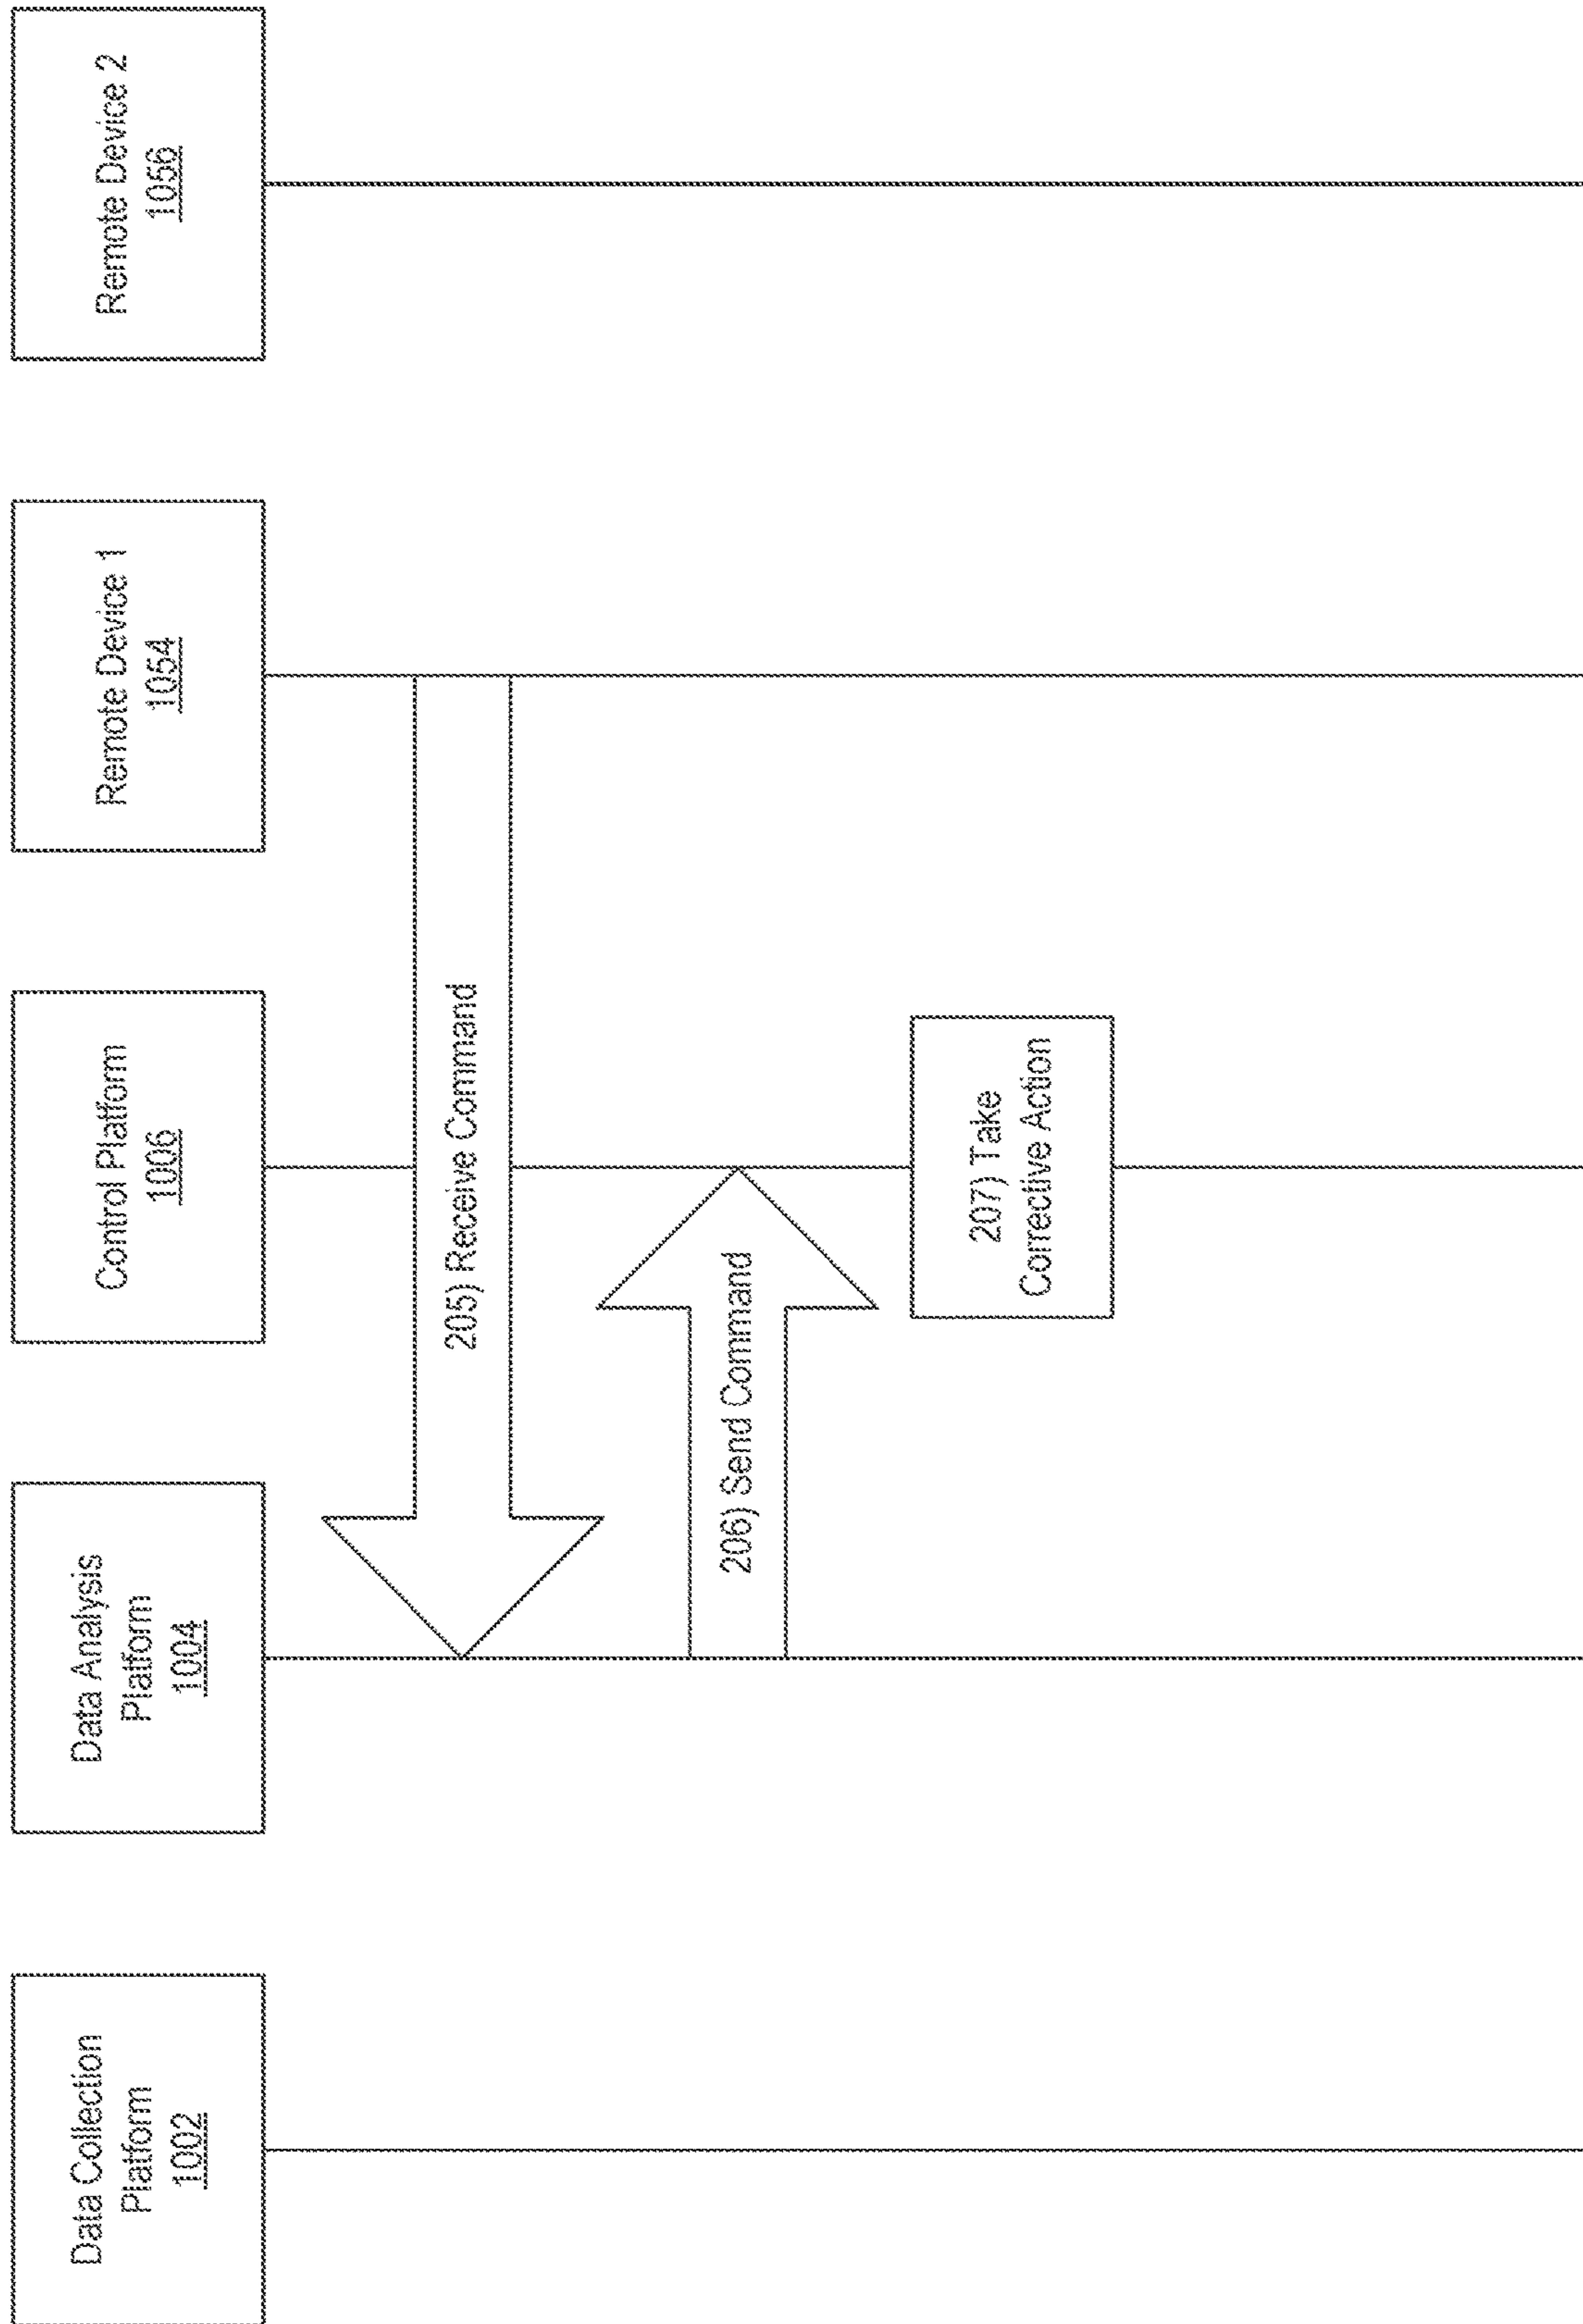 Data Collection
Platform
1002
Data Analysis
Platform
1004
Control Platform
1006
Remote Device 1
1054
Remote Device 2
1056
205) Receive Command
206) Send Command
207) Take
Corrective Action